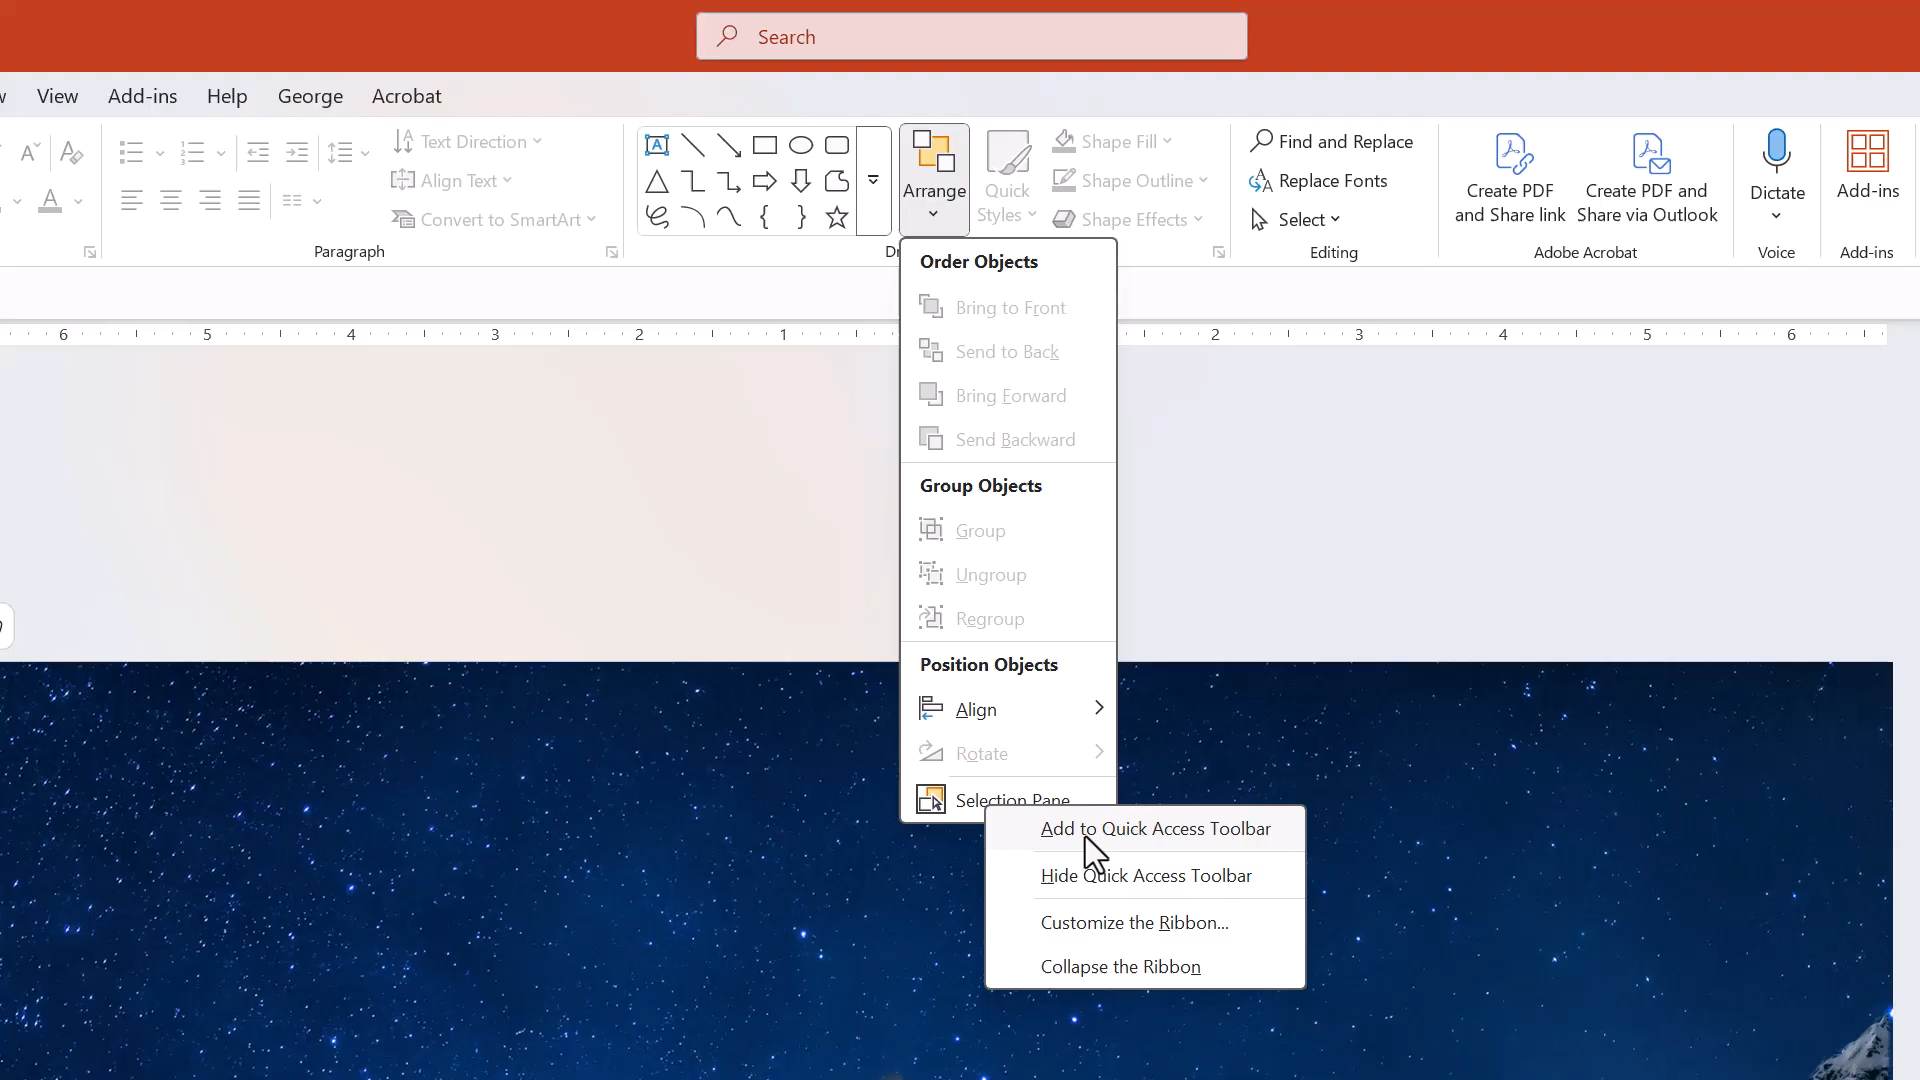 Search
View Add-ins Help George Acrobat
Text Direction
Align Text
Convert to SmartArt
Paragraph
Arrange
Quick
Styles
Shape Fill
Shape Outline
Shape Effects
Find and Replace
Replace Fonts
Select
Editing
Create PDF
and Share link
Create PDF and
Share via Outlook
Adobe Acrobat
Dictate
Voice
Add-ins
Add-ins
6 5 4 3 2 1 2 3 4 5 6
Order Objects
Bring to Front
Send to Back
Bring Forward
Send Backward
Group Objects
Group
Ungroup
Regroup
Position Objects
Align
Rotate
Selection Pane
Add to Quick Access Toolbar
Hide Quick Access Toolbar
Customize the Ribbon...
Collapse the Ribbon